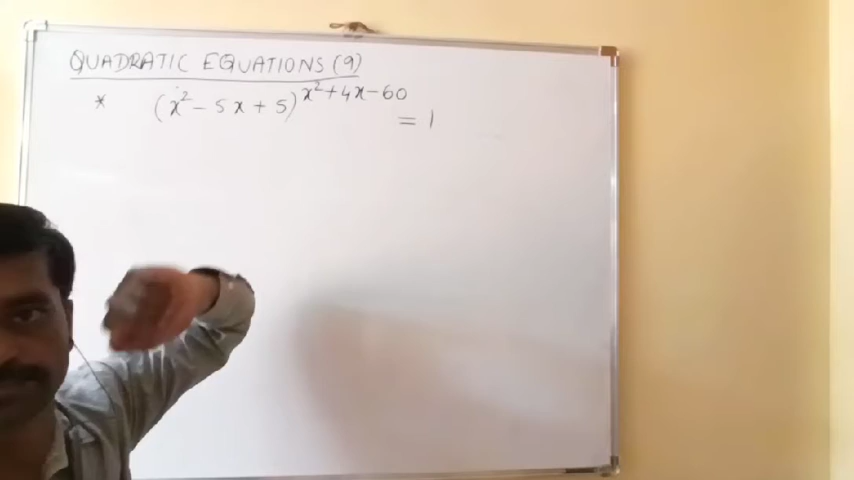 QUADRATIC EQUATIONS (9)
* (x² - 5x + 5)^x²+4x-60
= 1